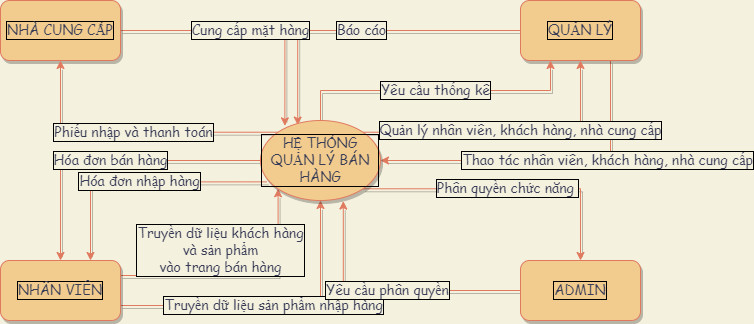 NHÀ CUNG CẤP
Cung cấp mặt hàng
Báo cáo
QUẢN LÝ
Yêu cầu thống kê
Phiếu nhập và thanh toán
Quản lý nhân viên, khách hàng, nhà cung cấp
HỆ THỐNG
QUẢN LÝ BÁN
HÀNG
Hóa đơn bán hàng
Thao tác nhân viên, khách hàng, nhà cung cấp
Hóa đơn nhập hàng
Phân quyền chức năng
Truyền dữ liệu khách hàng
và sản phẩm
vào trang bán hàng
NHÂN VIÊN
Yêu cầu phân quyền
ADMIN
Truyền dữ liệu sản phẩm nhập hàng